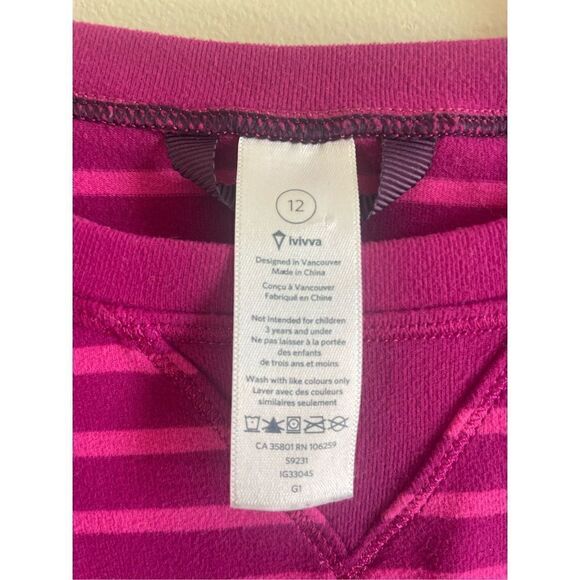 12
ivivva
Designed in Vancouver
Made in China
Conçu à Vancouver
Fabriqué en Chine
Not intended for children
3 years and under
Ne pas laisser à la portée
des enfants
de trois ans et moins
Wash with like colours only
Laver avec des couleurs
similaires seulement
CA 35801 RN 106259
S9231
IG3304S
G1